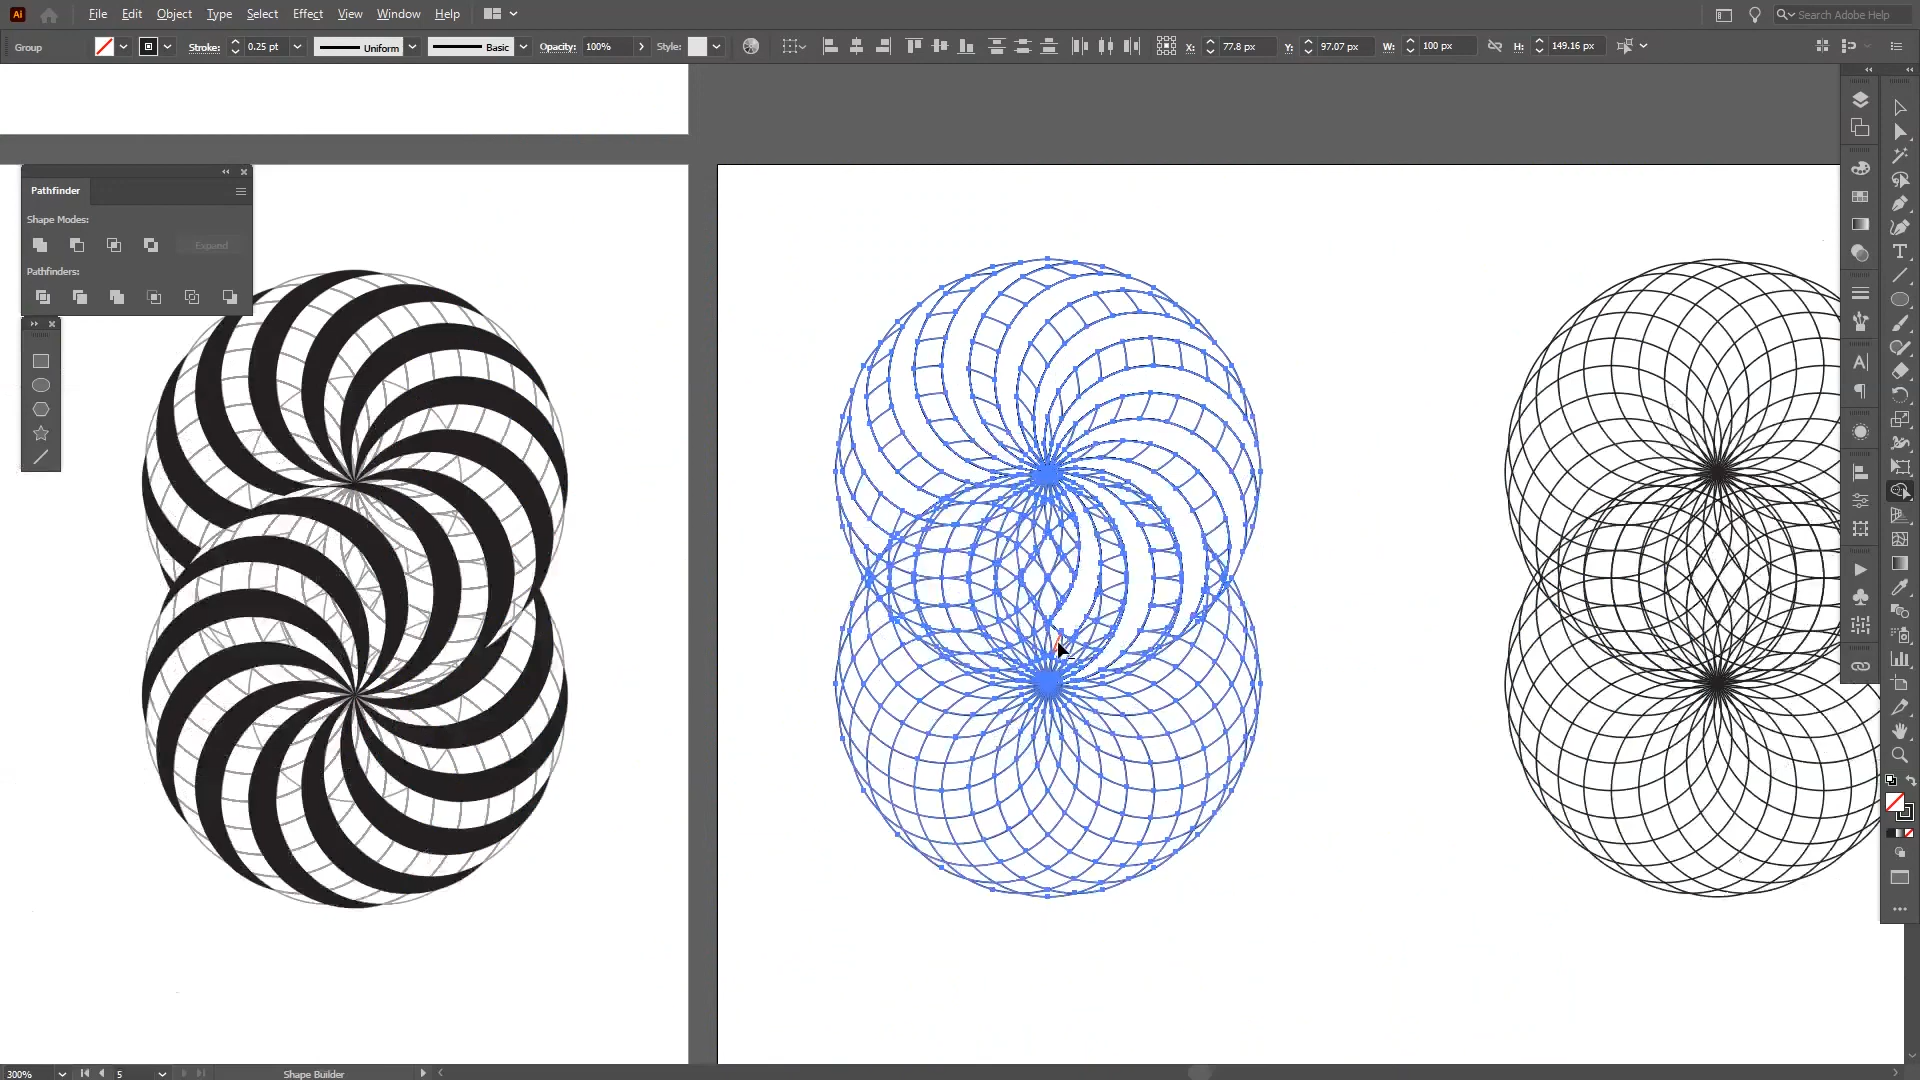 Ai File Edit Object Type Select Effect View Window Help Search Adobe Help
Group Stroke: 0.25 pt Uniform Basic Opacity: 100% Style: X: 77.8 px Y: 97.07 px W: 100 px H: 149.16 px
Pathfinder
Shape Modes:
Expand
Pathfinders:
300% 5 Shape Builder